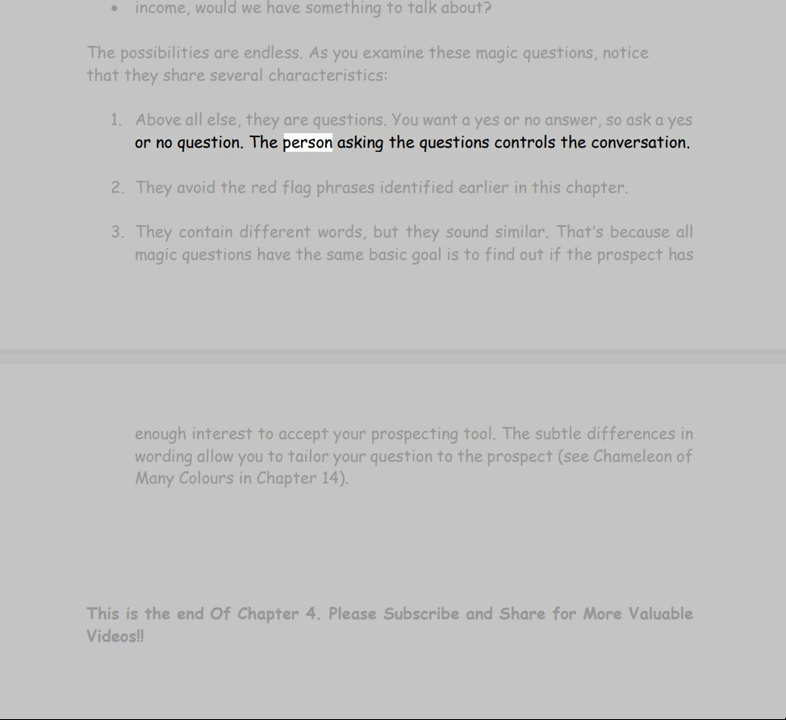 • income, would we have something to talk about?
The possibilities are endless. As you examine these magic questions, notice
that they share several characteristics:
1. Above all else, they are questions. You want a yes or no answer, so ask a yes
or no question. The person asking the questions controls the conversation.
2. They avoid the red flag phrases identified earlier in this chapter.
3. They contain different words, but they sound similar. That's because all
magic questions have the same basic goal is to find out if the prospect has
enough interest to accept your prospecting tool. The subtle differences in
wording allow you to tailor your question to the prospect (see Chameleon of
Many Colours in Chapter 14).
This is the end Of Chapter 4. Please Subscribe and Share for More Valuable
Videos!!